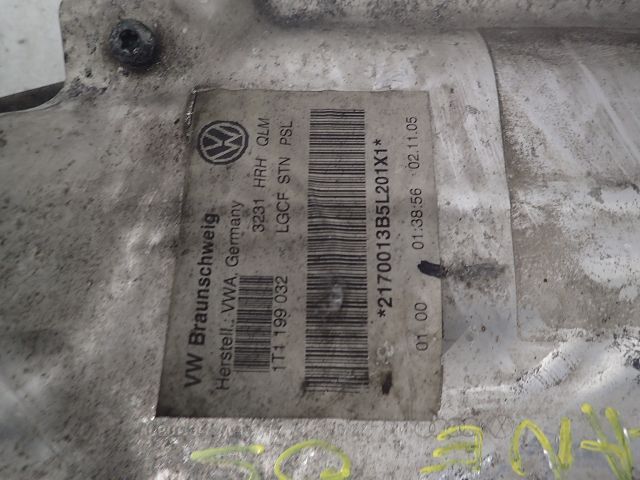 VW Braunschweig
Herstell.: VWA, Germany
3231 HRH QLM
1T1 199 032
LGCF STN PSL
*2170013B5L201X1*
01 00 01:38:56 02.11.05